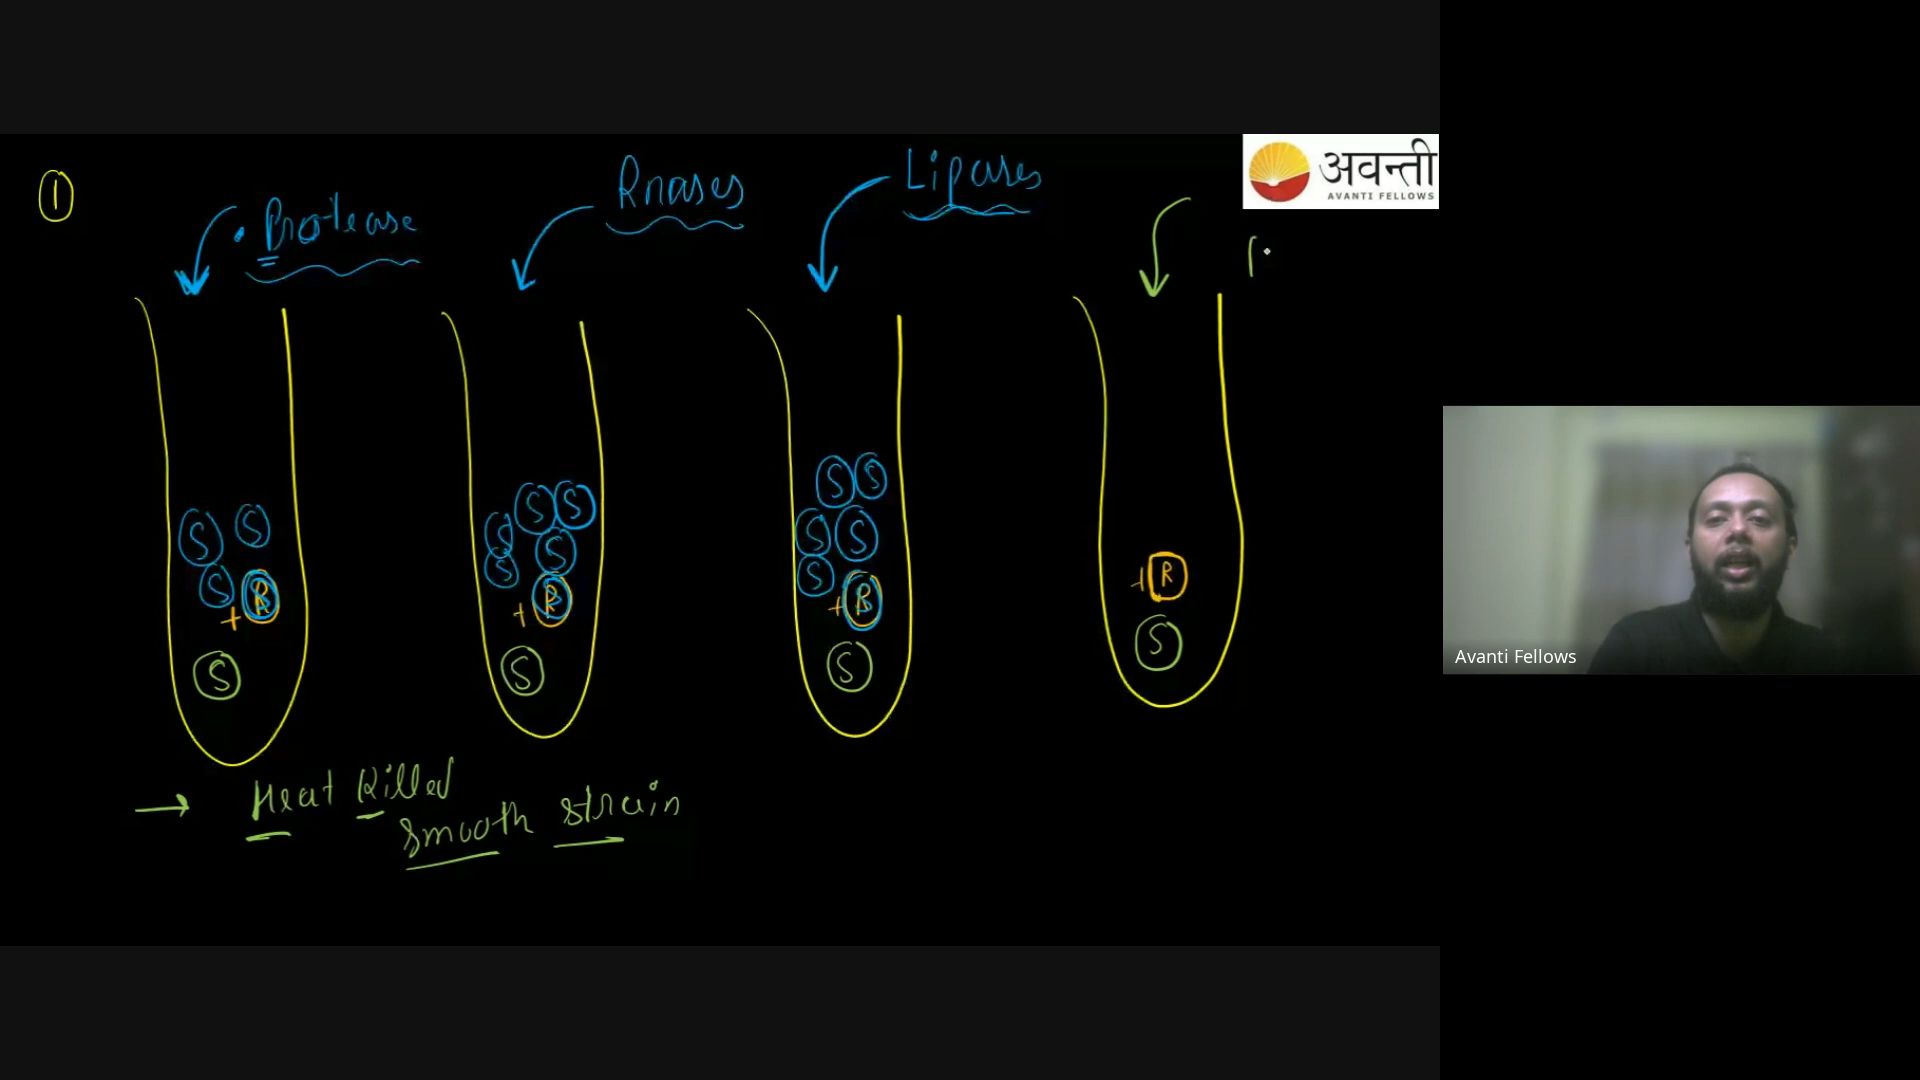 1
Protease
Rnases
Lipases
अवन्ती
AVANTI FELLOWS
S S
S + R
S
S S
S S
S + R
S
S S
S S
S + R
S
+ R
S
→ Heat Killed
Smooth Strain
Avanti Fellows